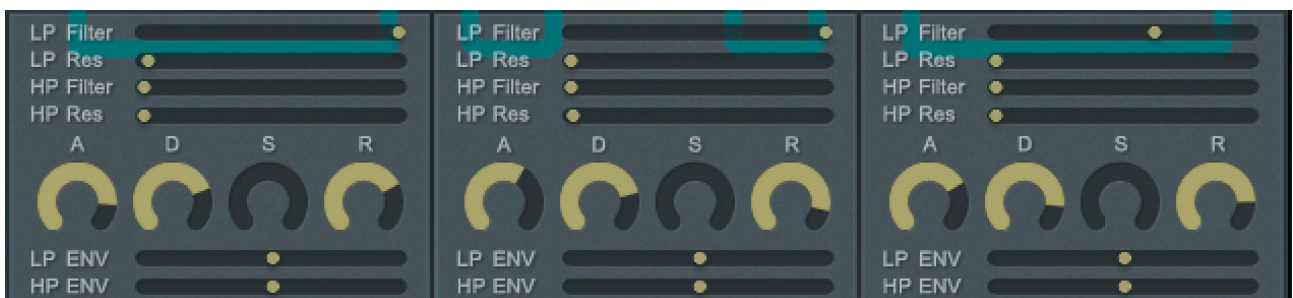 LP Filter LP Filter LP Filter
LP Res LP Res LP Res
HP Filter HP Filter HP Filter
HP Res HP Res HP Res
A D S R A D S R A D S R
LP ENV LP ENV LP ENV
HP ENV HP ENV HP ENV